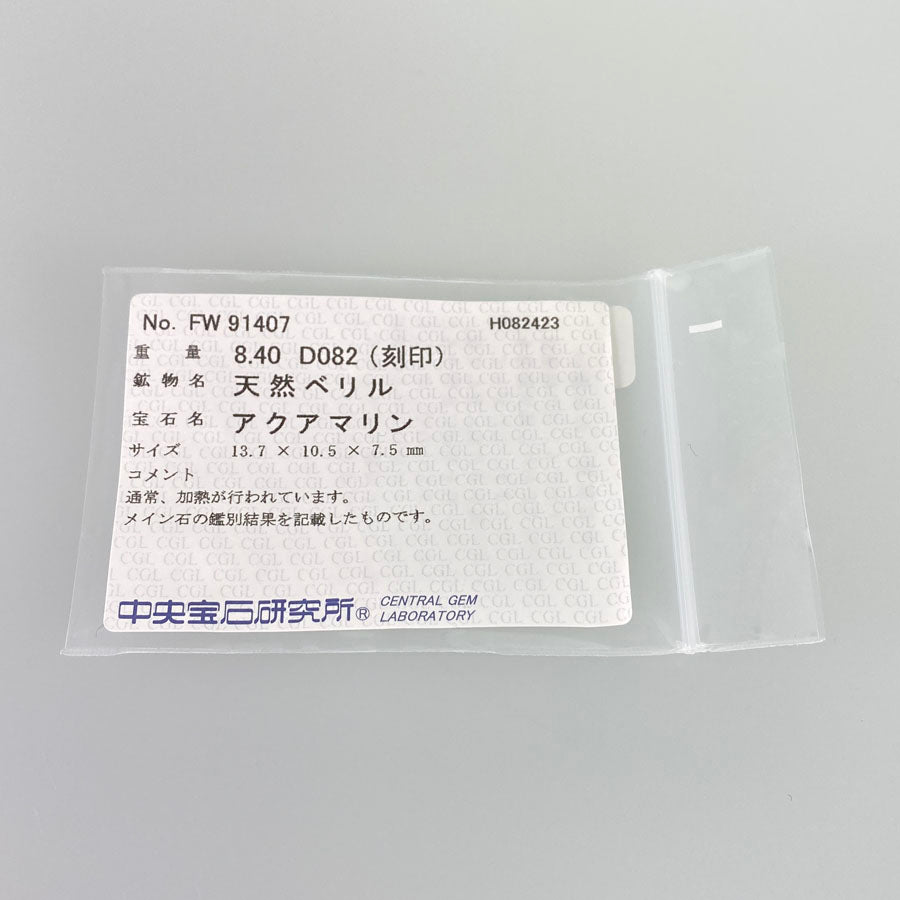 No. FW 91407 H082423
重量 8.40 D082 (刻印)
鉱物名 天然ベリル
宝石名 アクアマリン
サイズ 13.7 × 10.5 × 7.5 mm
コメント
通常、加熱が行われています。
メイン石の鑑別結果を記載したものです。
中央宝石研究所® CENTRAL GEM
LABORATORY